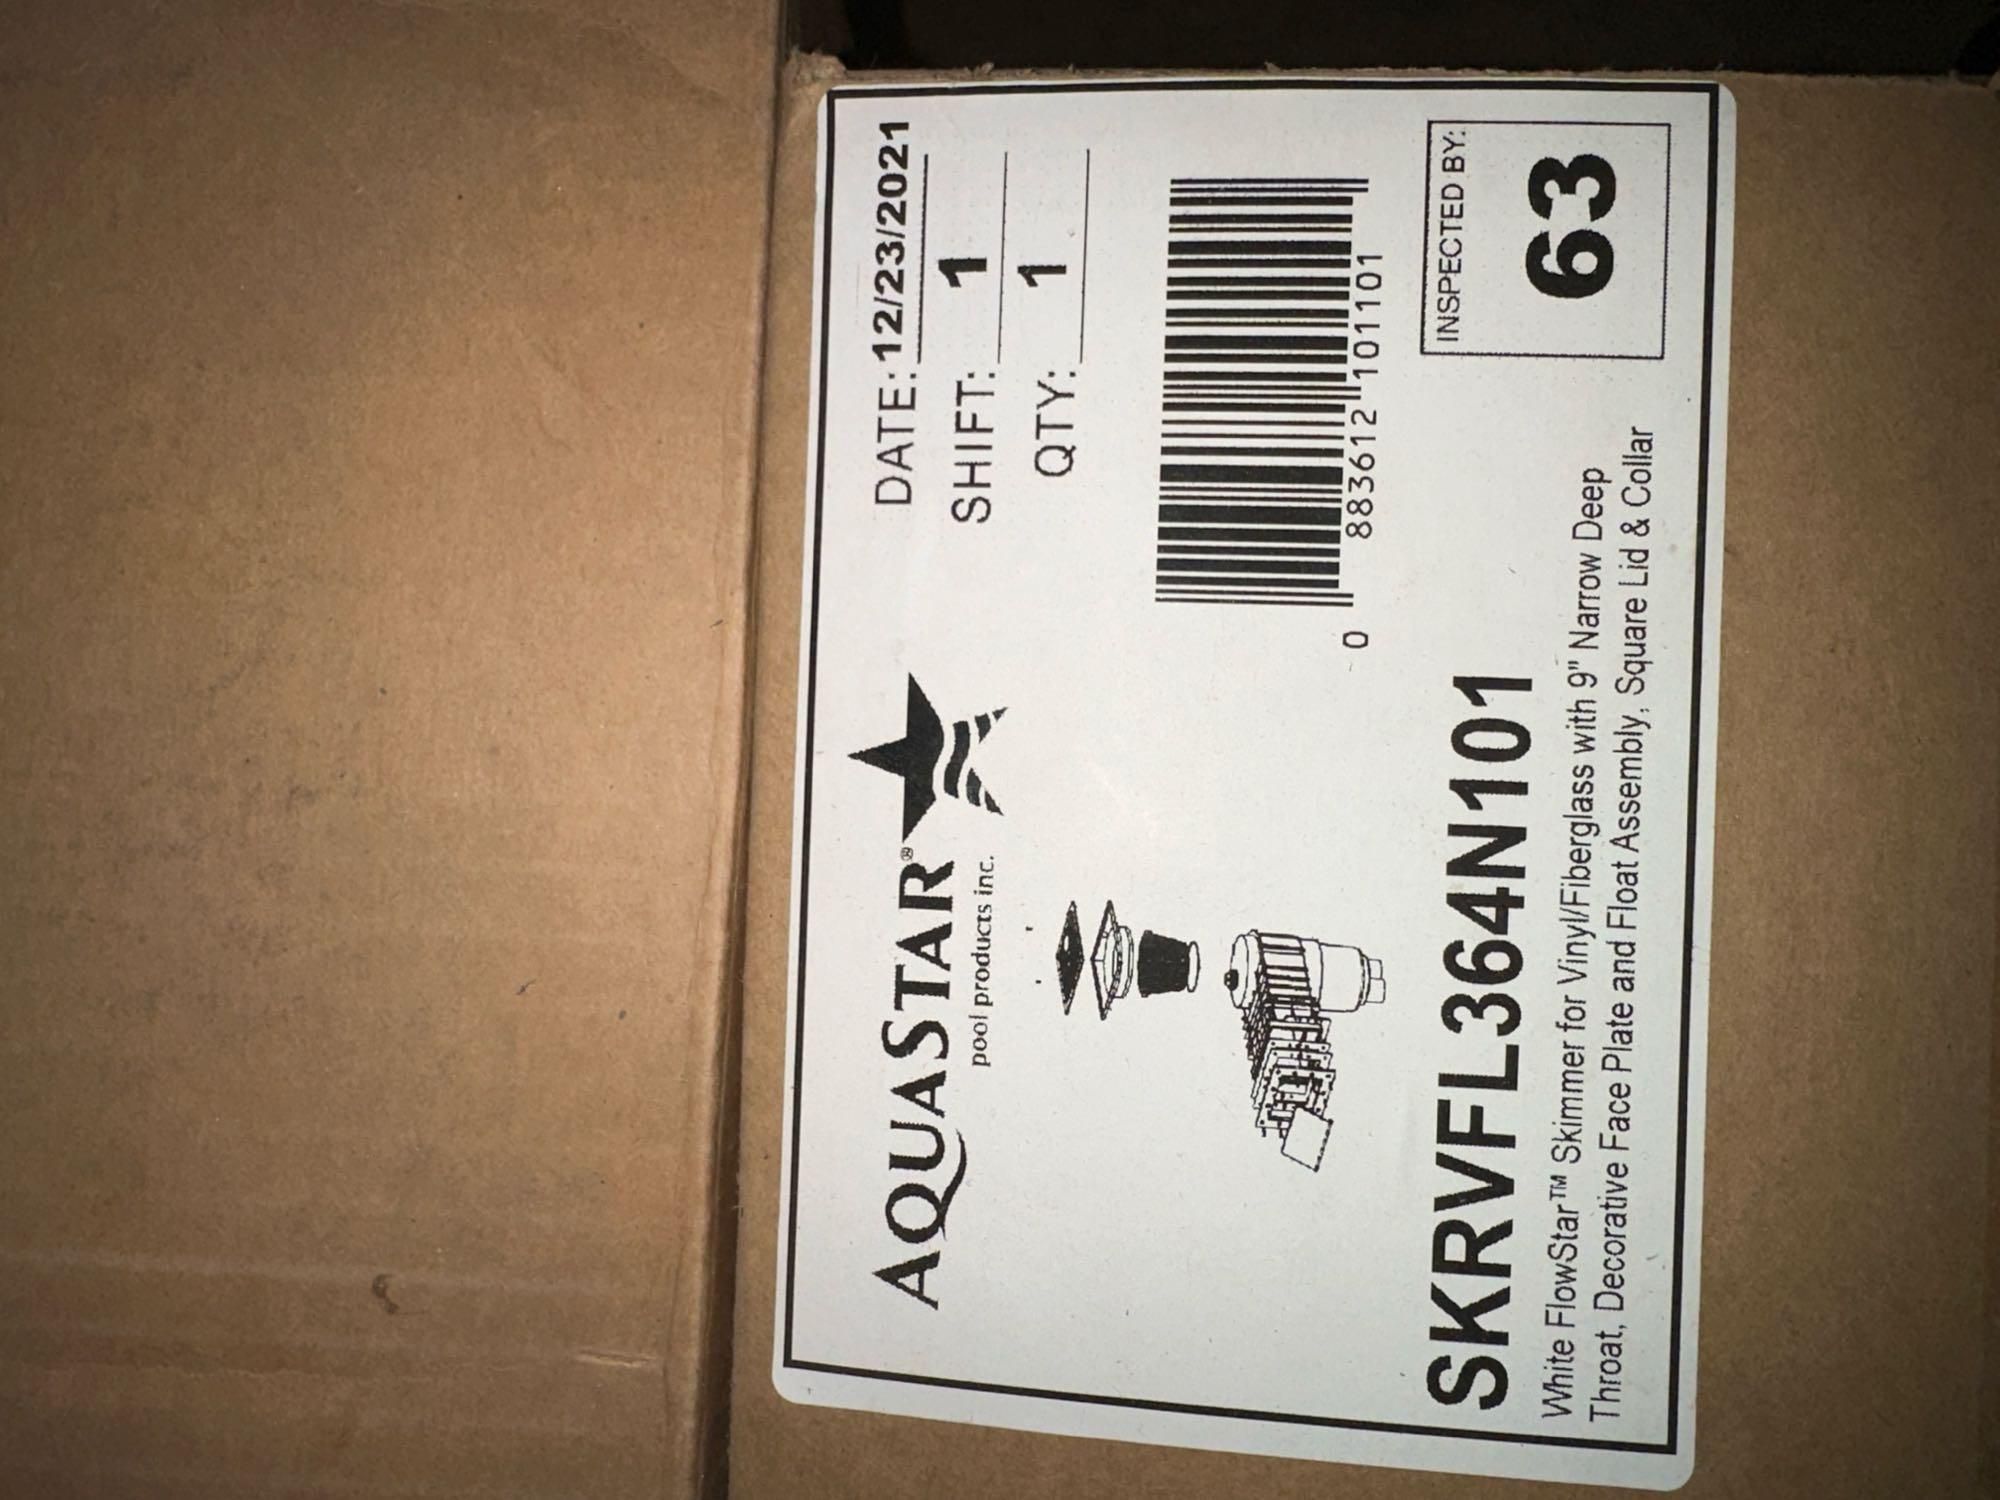 AQUASTAR®
pool products inc.
DATE: 12/23/2021
SHIFT: 1
QTY: 1
0 883612 101101
SKRVFL364N101
White FlowStar™ Skimmer for Vinyl/Fiberglass with 9" Narrow Deep
Throat, Decorative Face Plate and Float Assembly, Square Lid & Collar
INSPECTED BY:
63